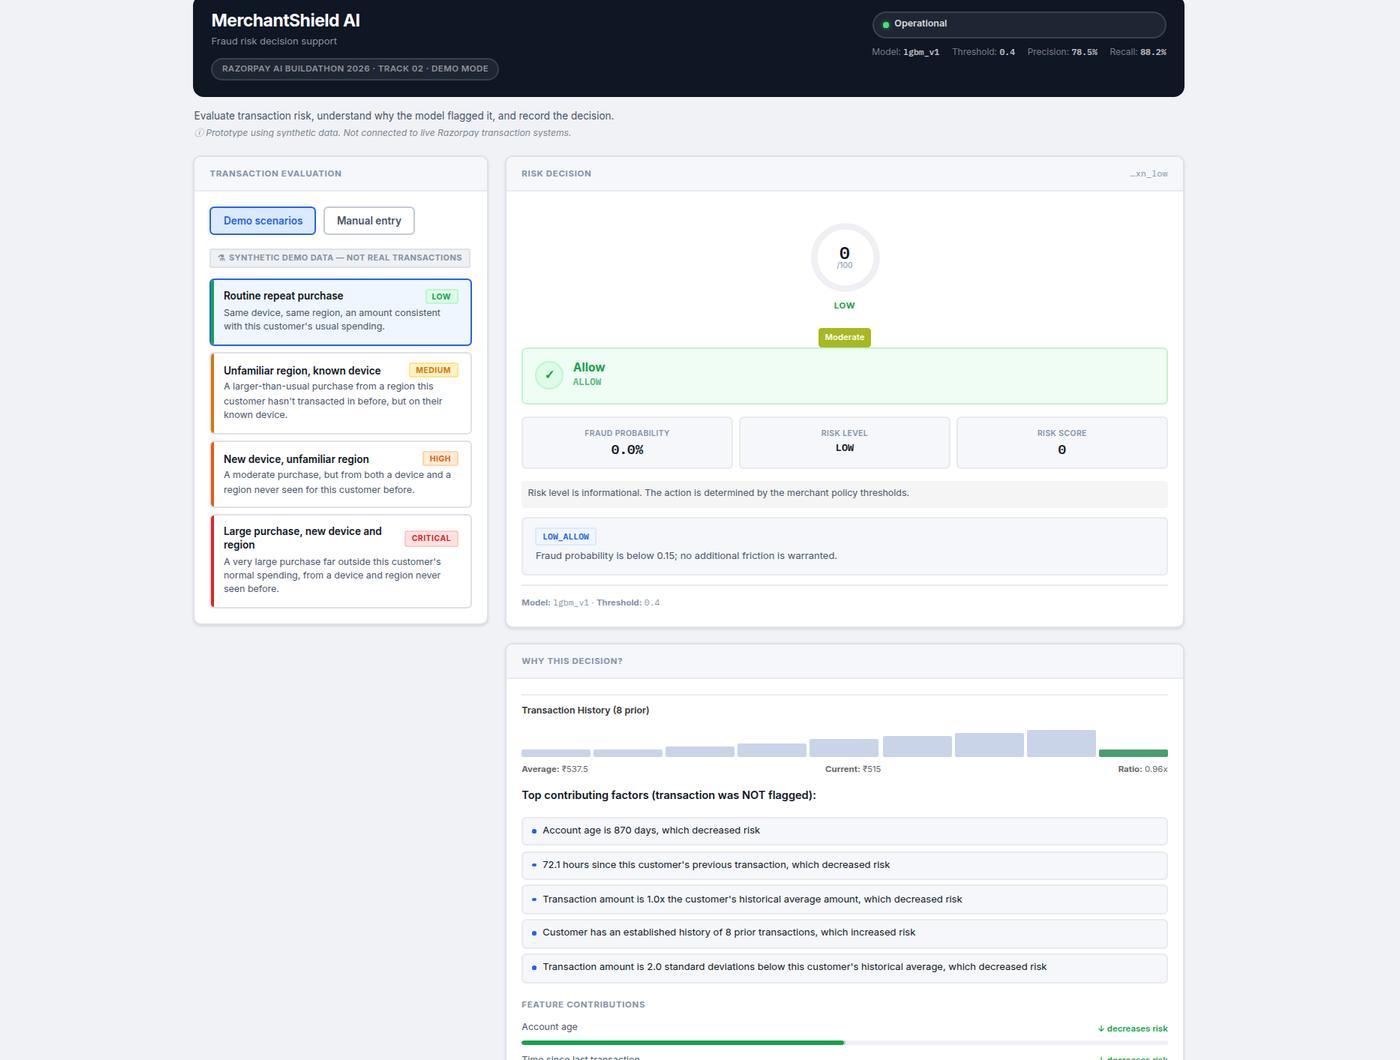 MerchantShield AI
Fraud risk decision support
RAZORPAY AI BUILDATHON 2026 · TRACK 02 · DEMO MODE
Operational
Model: lgbm_v1 Threshold: 0.4 Precision: 78.5% Recall: 88.2%
Evaluate transaction risk, understand why the model flagged it, and record the decision.
ⓘ Prototype using synthetic data. Not connected to live Razorpay transaction systems.
TRANSACTION EVALUATION
Demo scenarios
Manual entry
⚗ SYNTHETIC DEMO DATA — NOT REAL TRANSACTIONS
Routine repeat purchase
LOW
Same device, same region, an amount consistent
with this customer's usual spending.
Unfamiliar region, known device
MEDIUM
A larger-than-usual purchase from a region this
customer hasn't transacted in before, but on their
known device.
New device, unfamiliar region
HIGH
A moderate purchase, but from both a device and a
region never seen for this customer before.
Large purchase, new device and
region
CRITICAL
A very large purchase far outside this customer's
normal spending, from a device and region never
seen before.
RISK DECISION
…xn_low
0
/100
LOW
Moderate
✓
Allow
ALLOW
FRAUD PROBABILITY
0.0%
RISK LEVEL
LOW
RISK SCORE
0
Risk level is informational. The action is determined by the merchant policy thresholds.
LOW_ALLOW
Fraud probability is below 0.15; no additional friction is warranted.
Model: lgbm_v1 · Threshold: 0.4
WHY THIS DECISION?
Transaction History (8 prior)
Average: ₹537.5
Current: ₹515
Ratio: 0.96x
Top contributing factors (transaction was NOT flagged):
Account age is 870 days, which decreased risk
72.1 hours since this customer's previous transaction, which decreased risk
Transaction amount is 1.0x the customer's historical average amount, which decreased risk
Customer has an established history of 8 prior transactions, which increased risk
Transaction amount is 2.0 standard deviations below this customer's historical average, which decreased risk
FEATURE CONTRIBUTIONS
Account age
↓ decreases risk
Time since last transaction
↓ decreases risk